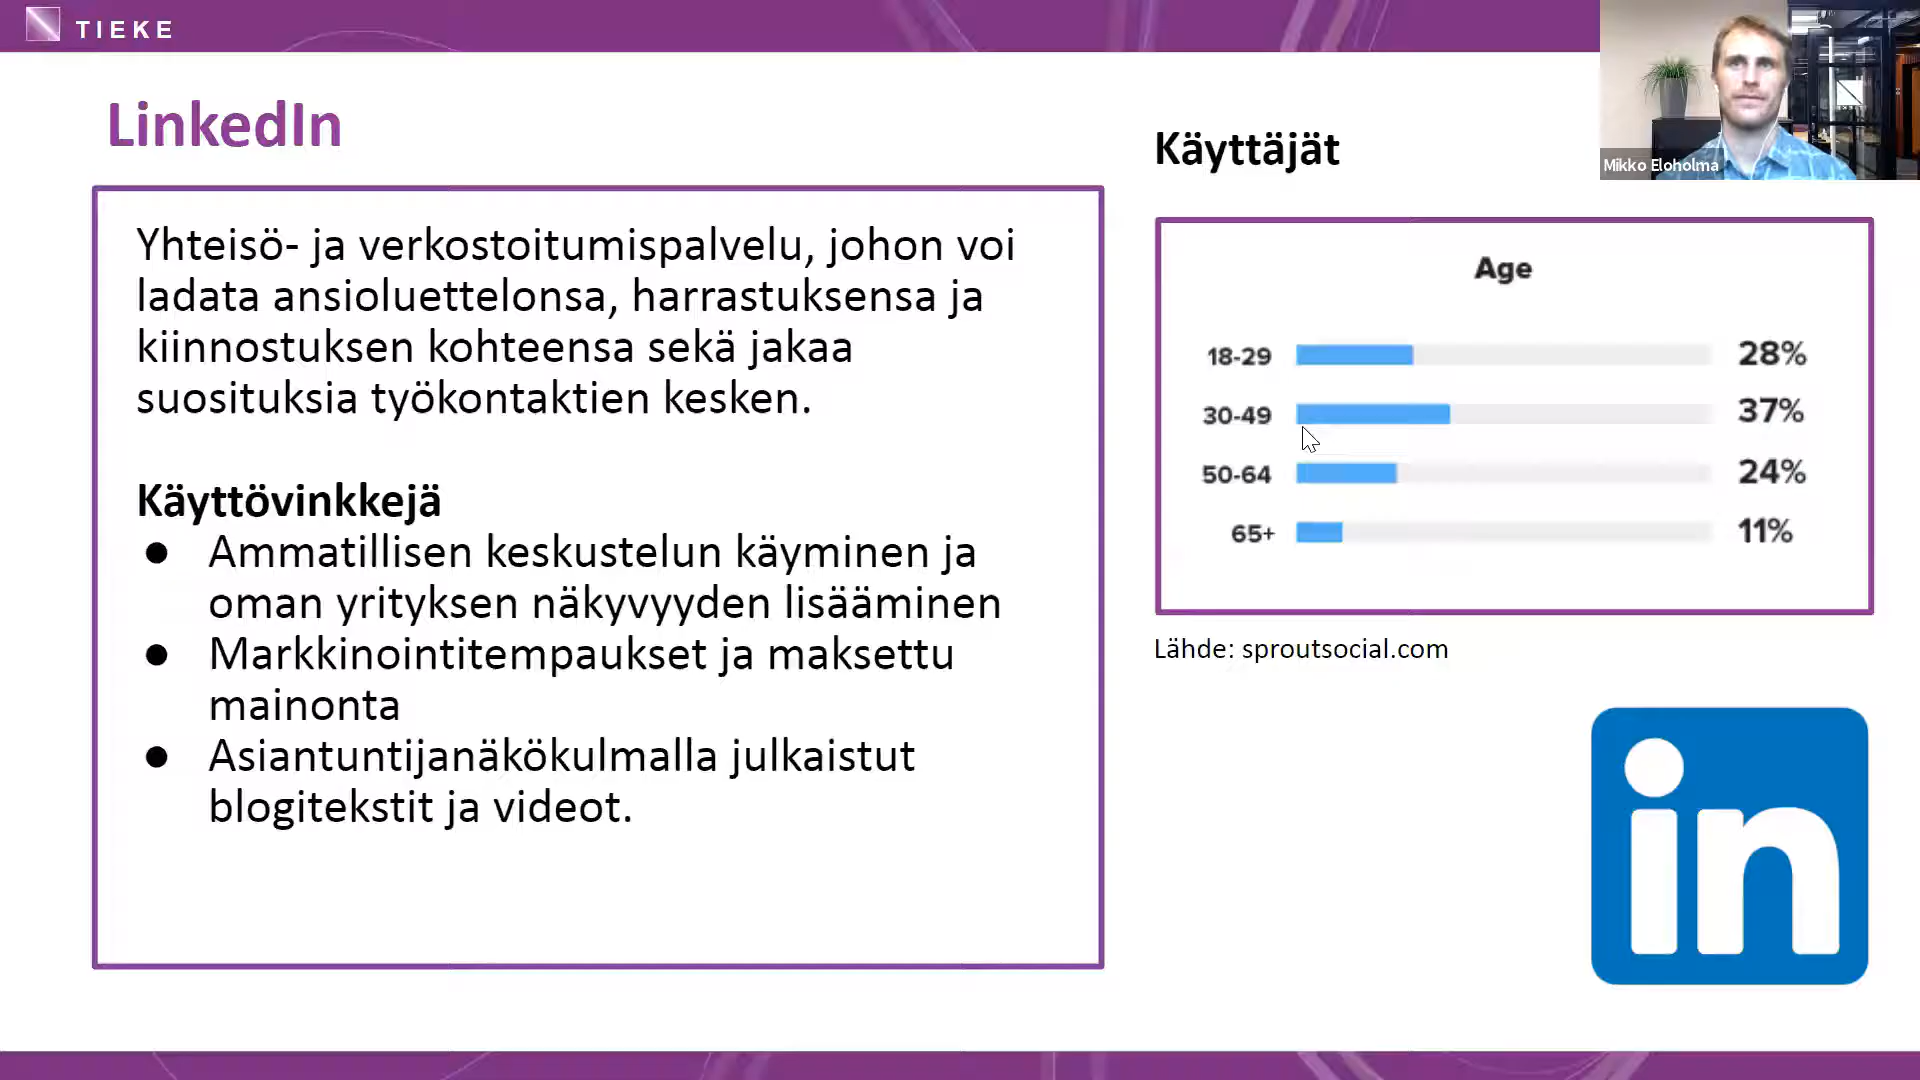 TIEKE
LinkedIn
Yhteisö- ja verkostoitumispalvelu, johon voi
ladata ansioluettelonsa, harrastuksensa ja
kiinnostuksen kohteensa sekä jakaa
suosituksia työkontaktien kesken.
Käyttövinkkejä
● Ammatillisen keskustelun käyminen ja
oman yrityksen näkyvyyden lisääminen
● Markkinointitempaukset ja maksettu
mainonta
● Asiantuntijanäkökulmalla julkaistut
blogitekstit ja videot.
Käyttäjät
Age
18-29 28%
30-49 37%
50-64 24%
65+ 11%
Lähde: sproutsocial.com
in
Mikko Eloholma